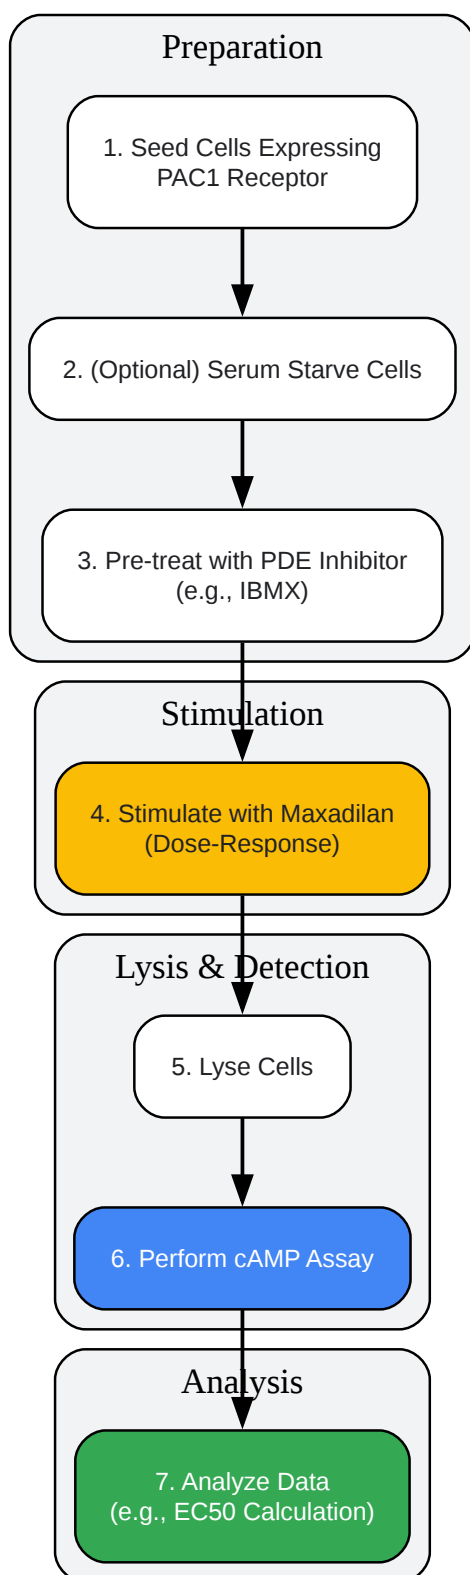 Preparation
1. Seed Cells Expressing
PAC1 Receptor
2. (Optional) Serum Starve Cells
3. Pre-treat with PDE Inhibitor
(e.g., IBMX)
Stimulation
4. Stimulate with Maxadilan
(Dose-Response)
Lysis & Detection
5. Lyse Cells
6. Perform cAMP Assay
Analysis
7. Analyze Data
(e.g., EC50 Calculation)